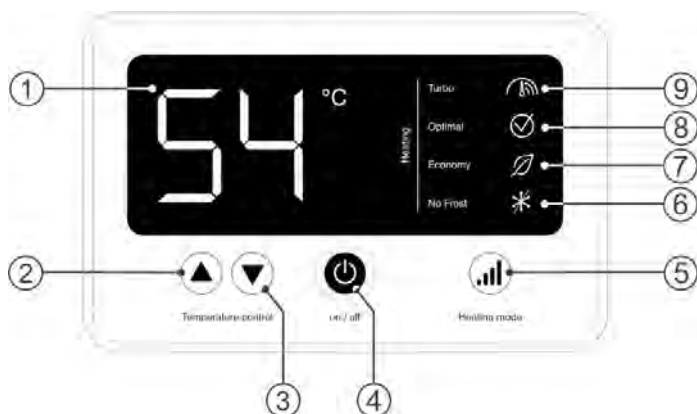 1
54 °C
Heating
Turbo
9
Optimal
8
Economy
7
No Frost
6
2
5
Temperature control
on / off
Heating mode
3
4